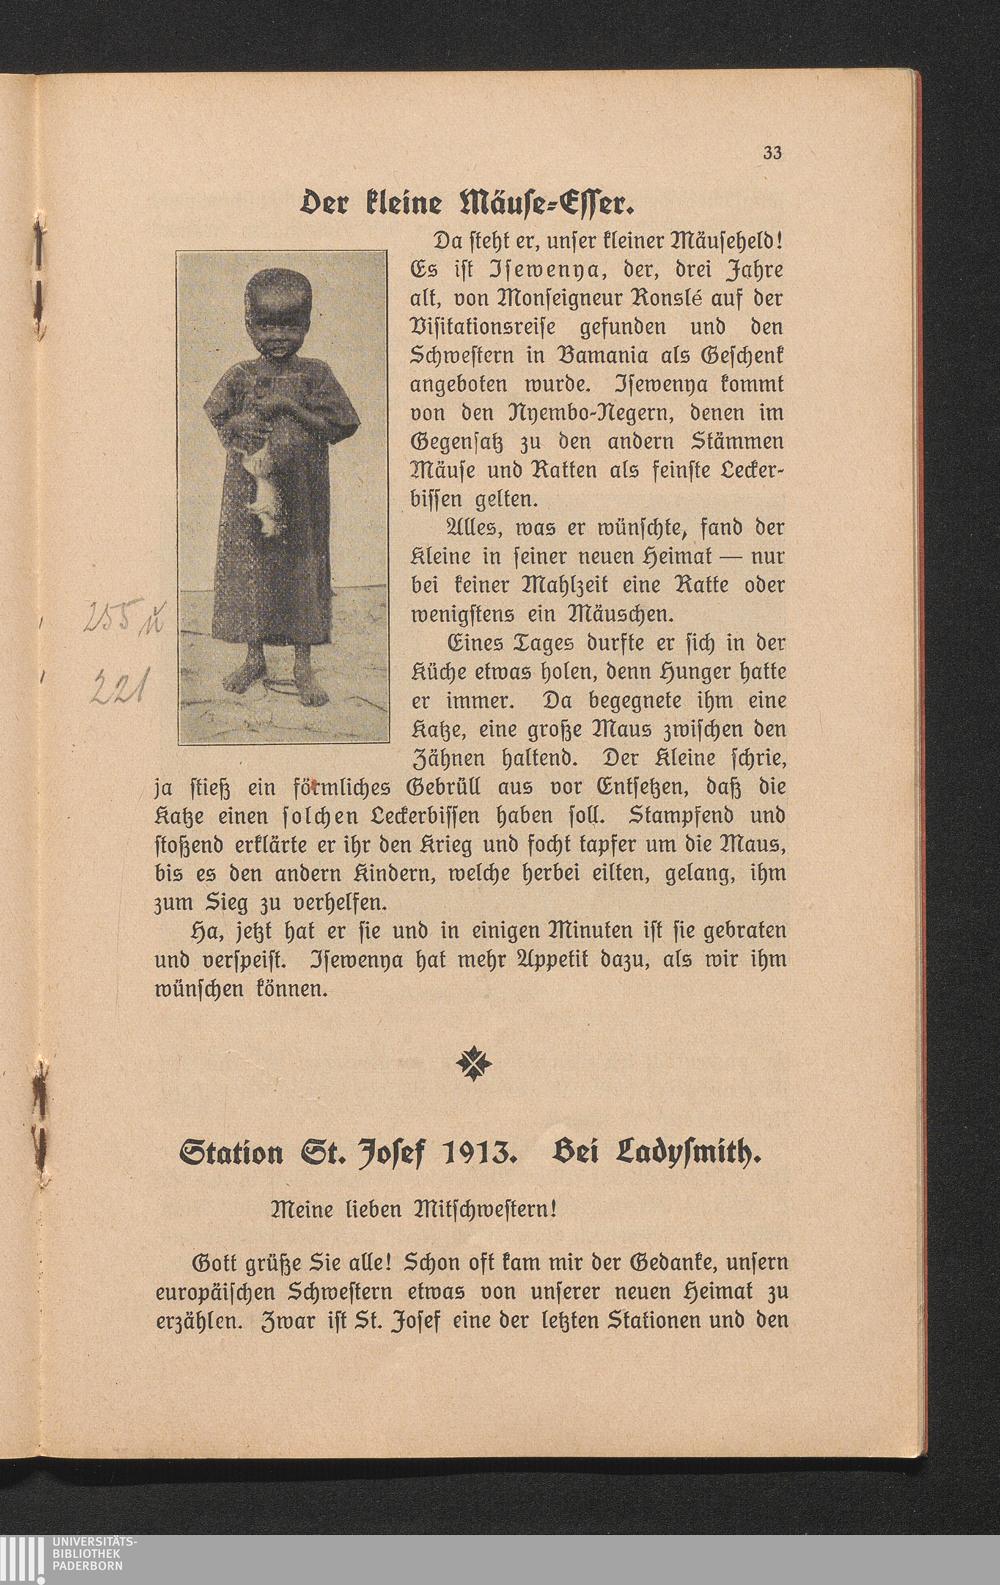 33
Der kleine Mäuse-Esser.
Da steht er, unser kleiner Mäuseheld!
Es ist Isewenya, der, drei Jahre
alt, von Monseigneur Ronslé auf der
Visitationsreise gefunden und den
Schwestern in Bamania als Geschenk
angeboten wurde. Isewenya kommt
von den Nyembo-Negern, denen im
Gegensatz zu den andern Stämmen
Mäuse und Ratten als feinste Lecker-
bissen gelten.
Alles, was er wünschte, fand der
Kleine in seiner neuen Heimat — nur
bei keiner Mahlzeit eine Ratte oder
wenigstens ein Mäuschen.
Eines Tages durfte er sich in der
Küche etwas holen, denn Hunger hatte
er immer. Da begegnete ihm eine
Katze, eine große Maus zwischen den
Zähnen haltend. Der Kleine schrie,
ja stieß ein förmliches Gebrüll aus vor Entsetzen, daß die
Katze einen solchen Leckerbissen haben soll. Stampfend und
stoßend erklärte er ihr den Krieg und focht tapfer um die Maus,
bis es den andern Kindern, welche herbei eilten, gelang, ihm
zum Sieg zu verhelfen.
Ha, jetzt hat er sie und in einigen Minuten ist sie gebraten
und verspeist. Isewenya hat mehr Appetit dazu, als wir ihm
wünschen können.
255
221
Station St. Josef 1913. Bei Ladysmith.
Meine lieben Mitschwestern!
Gott grüße Sie alle! Schon oft kam mir der Gedanke, unsern
europäischen Schwestern etwas von unserer neuen Heimat zu
erzählen. Zwar ist St. Josef eine der letzten Stationen und den
UNIVERSITÄTS-
BIBLIOTHEK
PADERBORN